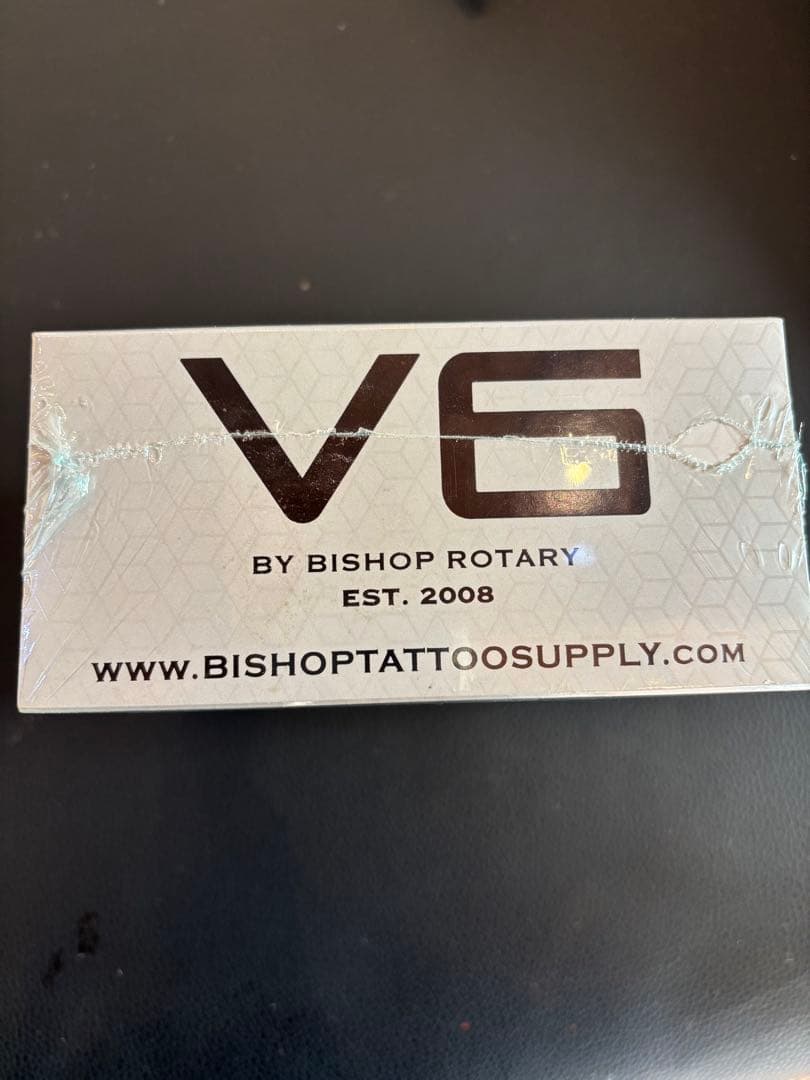 V6
BY BISHOP ROTARY
EST. 2008
WWW.BISHOPTATTOOSUPPLY.COM